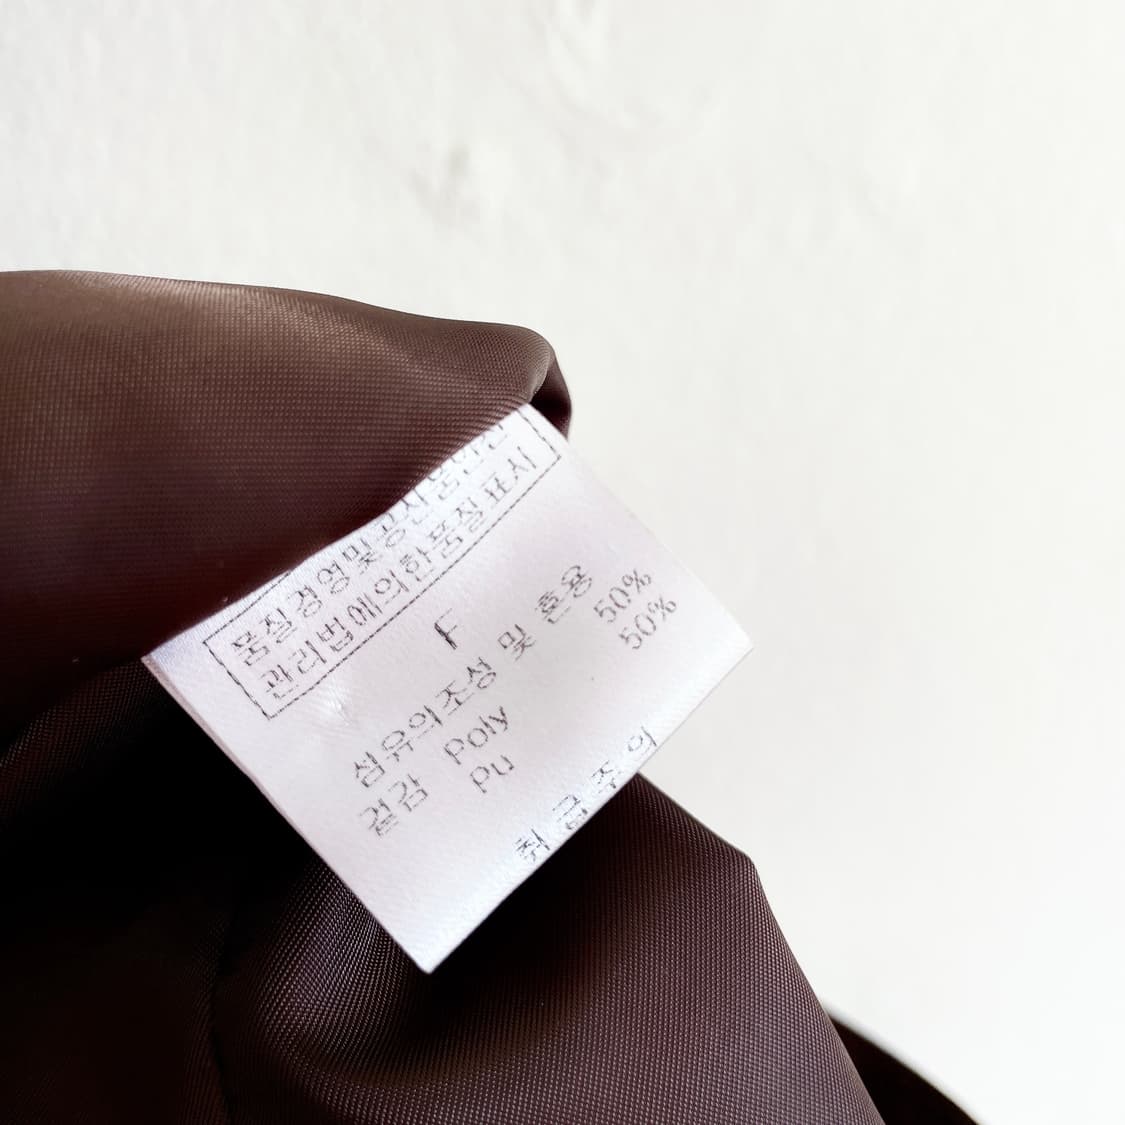 품질경영및공산품안전
관리법에의한품질표시
F
섬유의조성 및 혼용
겉감 Poly 50%
Pu 50%
취급주의